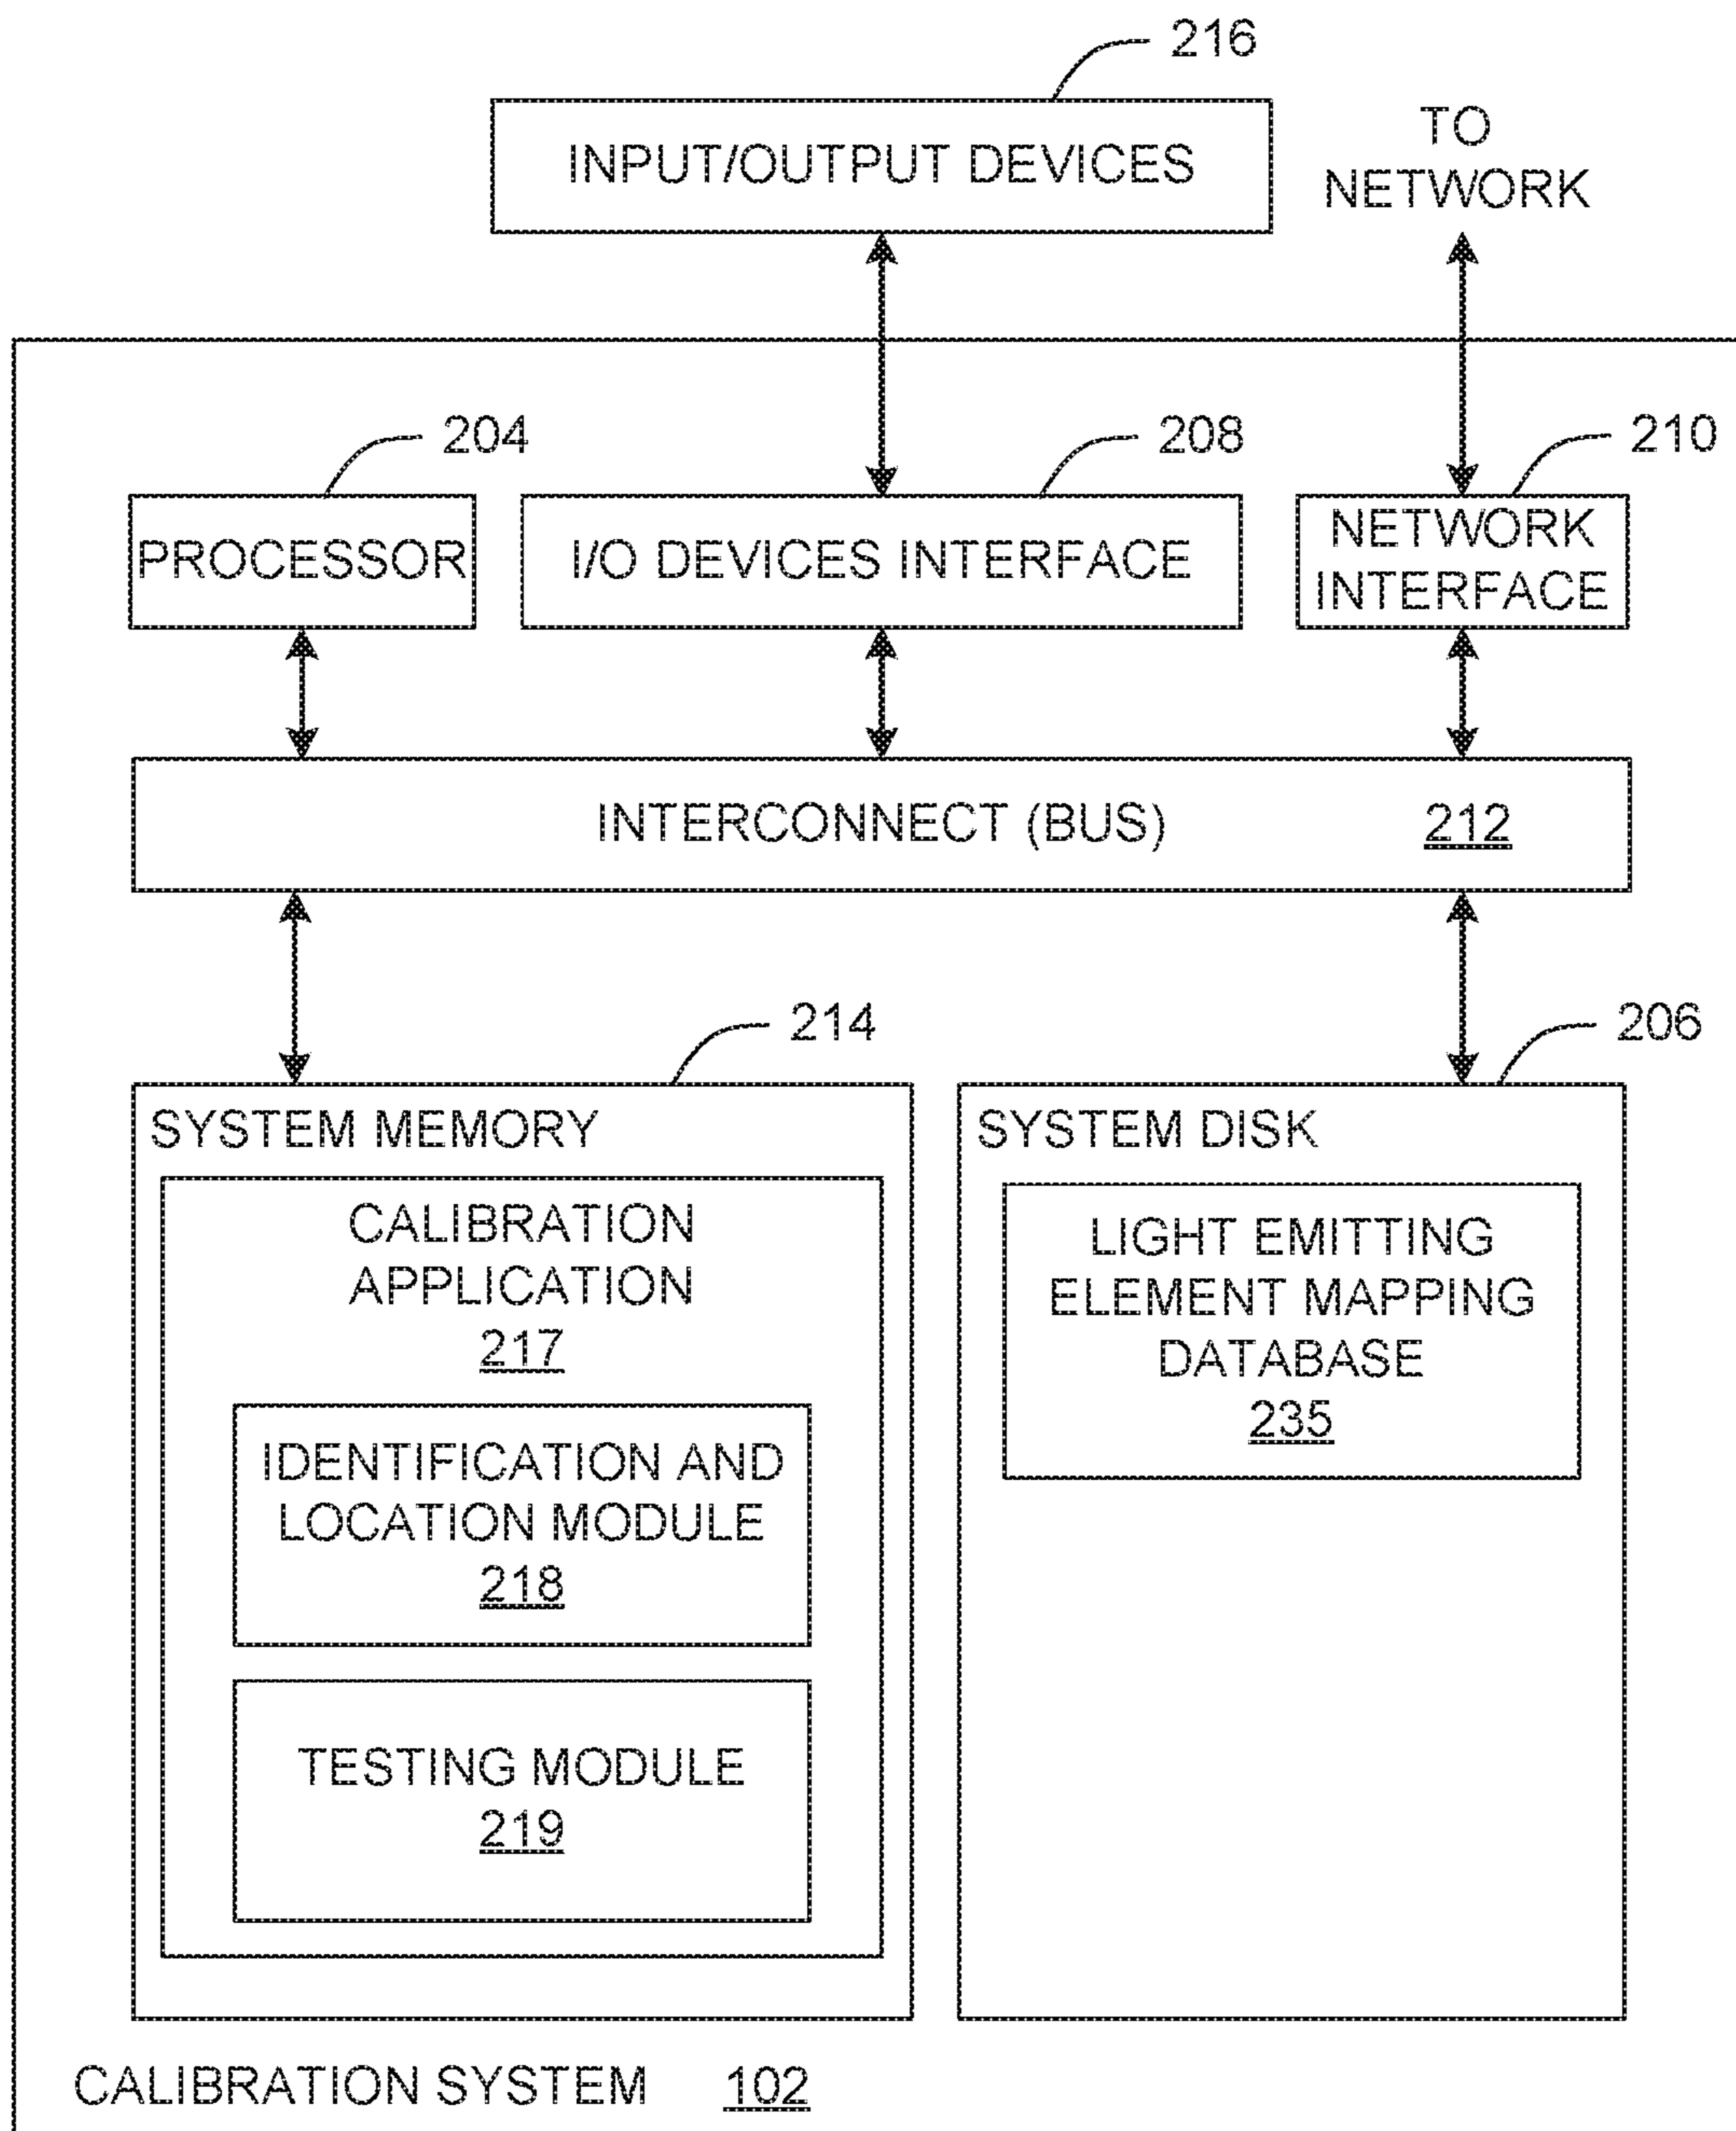 216
INPUT/OUTPUT DEVICES
TO
NETWORK
204
208
210
PROCESSOR
I/O DEVICES INTERFACE
NETWORK
INTERFACE
INTERCONNECT (BUS) 212
214
206
SYSTEM MEMORY
CALIBRATION
APPLICATION
217
IDENTIFICATION AND
LOCATION MODULE
218
TESTING MODULE
219
SYSTEM DISK
LIGHT EMITTING
ELEMENT MAPPING
DATABASE
235
CALIBRATION SYSTEM 102